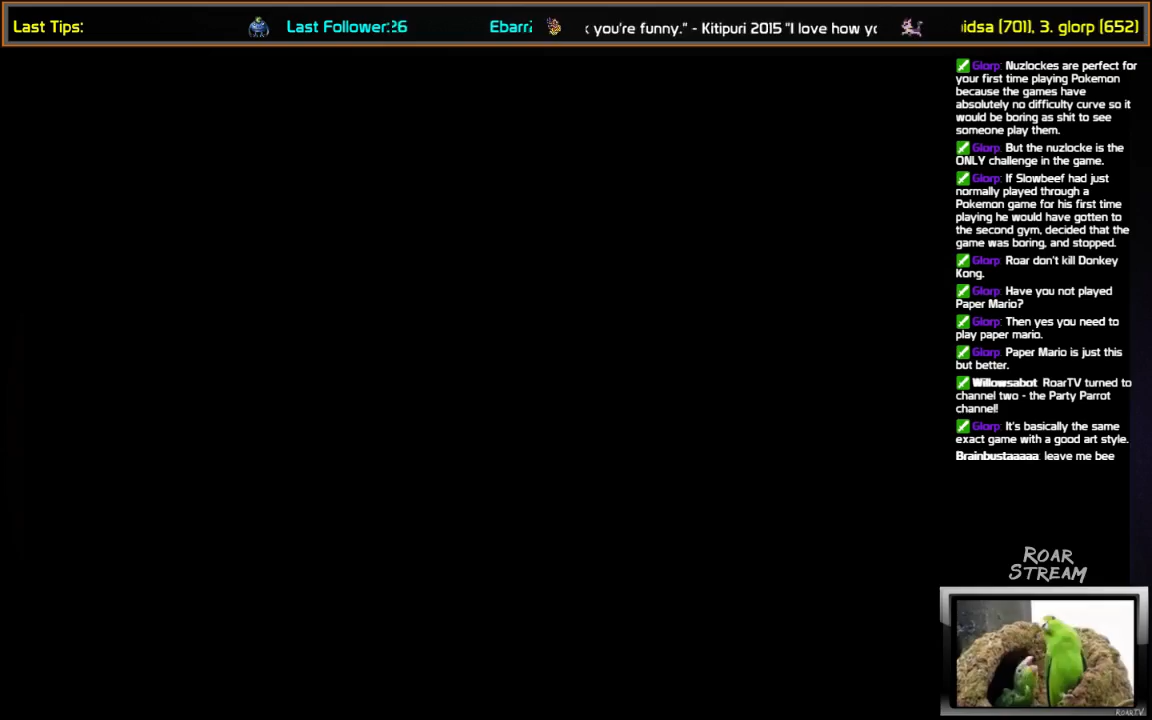 Last Tips: Last Follower:26 Ebarr you're funny." - Kitipuri 2015 "I love how idsa (701), 3. glorp (652)
Glorp: Nuzlockes are perfect for
your first time playing Pokemon
because the games have
absolutely no difficulty curve so it
would be boring as shit to see
someone play them.
Glorp: But the nuzlocke is the
ONLY challenge in the game.
Glorp: If Slowbeef had just
normally played through a
Pokemon game for his first time
playing he would have gotten to
the second gym, decided that the
game was boring, and stopped.
Glorp: Roar don't kill Donkey
Kong.
Glorp: Have you not played
Paper Mario?
Glorp: Then yes you need to
play paper mario.
Glorp: Paper Mario is just this
but better.
Willowsabot: RoarTV turned to
channel two - the Party Parrot
channel!
Glorp: It's basically the same
exact game with a good art style.
Brainbustaaaaa: leave me bee
ROAR
STREAM
ROARTV